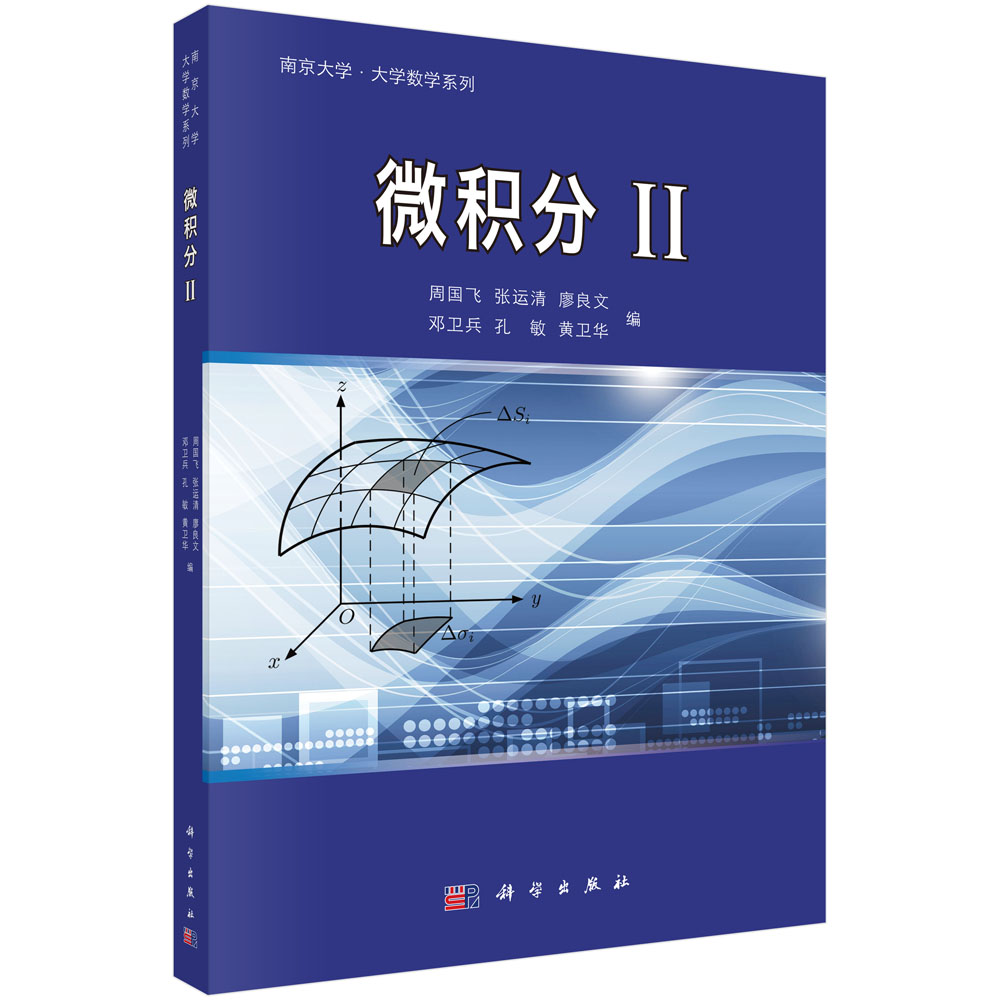 南京大学·大学数学系列
微积分 II
周国飞 张运清 廖良文
邓卫兵 孔 敏 黄卫华 编
z
ΔSᵢ
y
O
Δσᵢ
x
科学出版社
南京大学
大学数学系列
微积分 II
周国飞 张运清 廖良文
邓卫兵 孔 敏 黄卫华 编
科学出版社